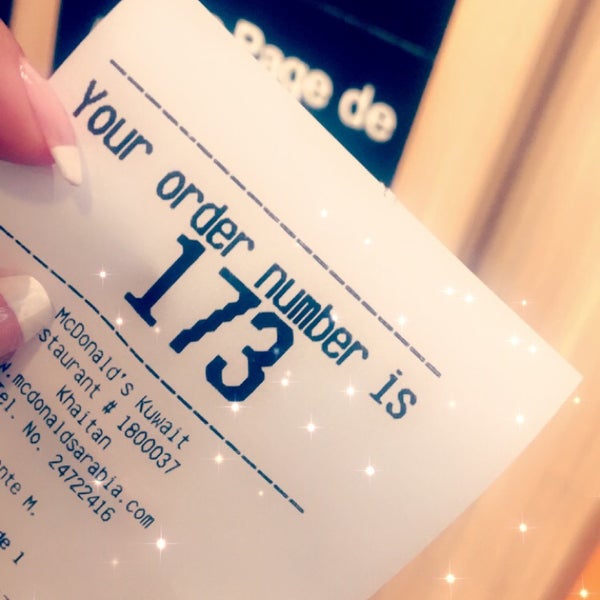 Page de
Your order number is
173
McDonald's Kuwait
staurant # 1800037
Khaitan
.mcdonaldsarabia.com
el. No. 24722416
nte M.
de 1